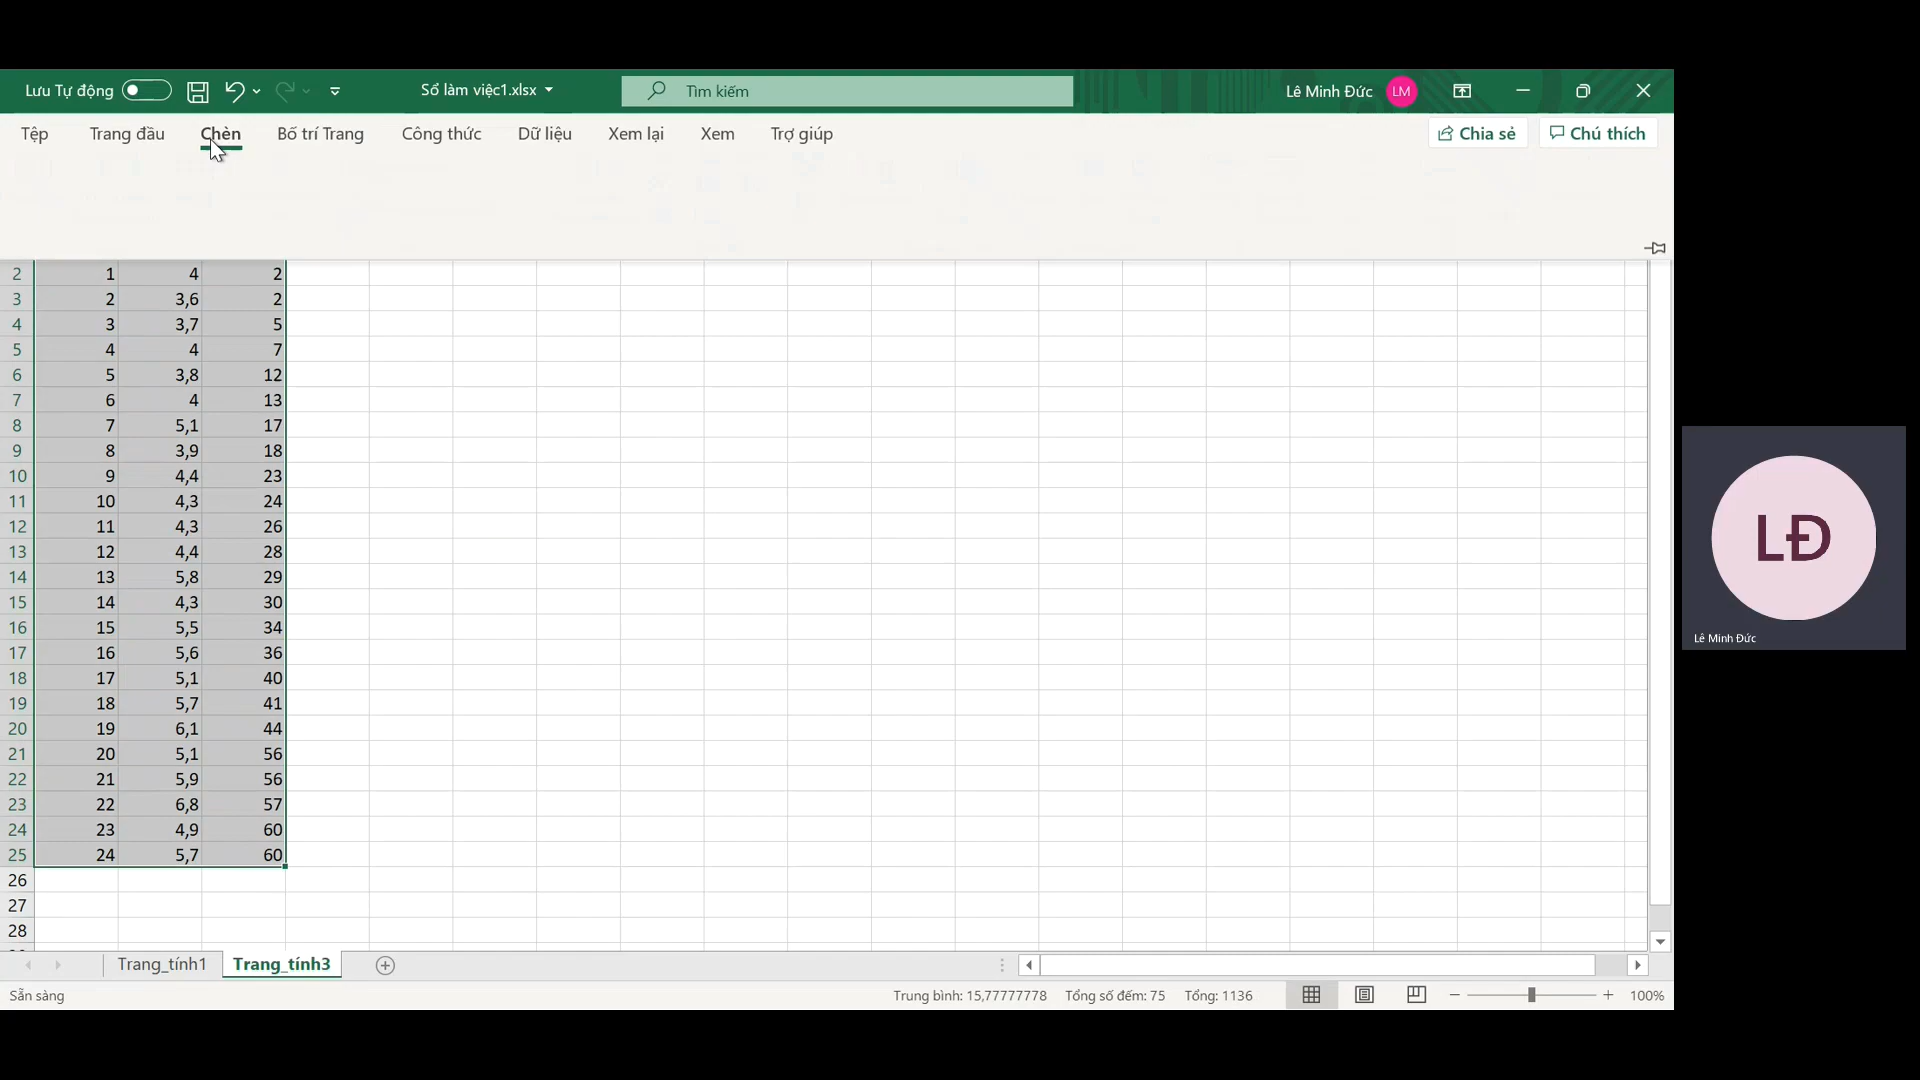 Lưu Tự động Sổ làm việc1.xlsx Tìm kiếm Lê Minh Đức LM
Tệp Trang đầu Chèn Bố trí Trang Công thức Dữ liệu Xem lại Xem Trợ giúp Chia sẻ Chú thích
2 1 4 2
3 2 3,6 2
4 3 3,7 5
5 4 4 7
6 5 3,8 12
7 6 4 13
8 7 5,1 17
9 8 3,9 18
10 9 4,4 23
11 10 4,3 24
12 11 4,3 26
13 12 4,4 28
14 13 5,8 29
15 14 4,3 30
16 15 5,5 34
17 16 5,6 36
18 17 5,1 40
19 18 5,7 41
20 19 6,1 44
21 20 5,1 56
22 21 5,9 56
23 22 6,8 57
24 23 4,9 60
25 24 5,7 60
26
27
28
Trang_tính1 Trang_tính3
Sẵn sàng Trung bình: 15,77777778 Tổng số đếm: 75 Tổng: 1136 100%
LĐ
Lê Minh Đức